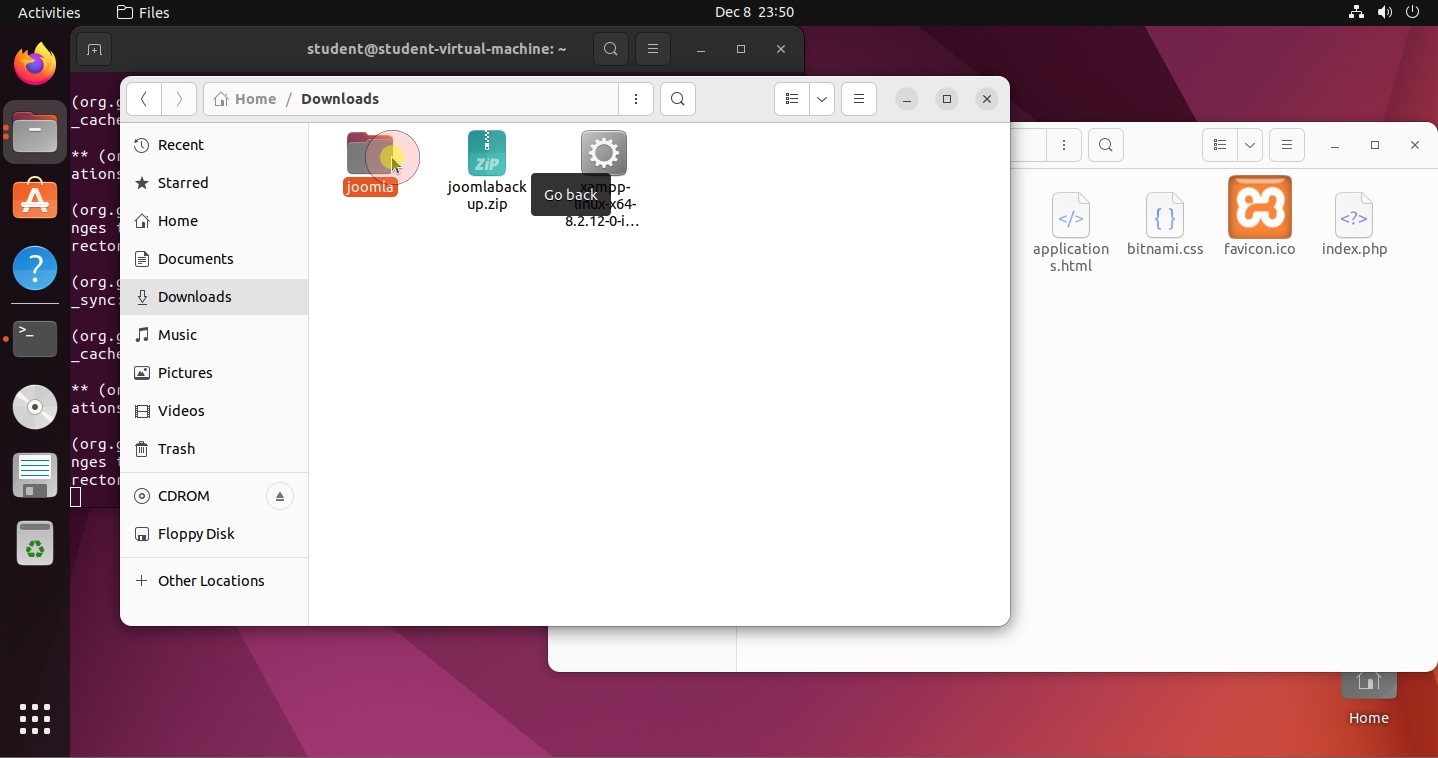 Activities
Files
Dec 8 23:50
student@student-virtual-machine: ~
(org.g
_cache
** (or
ations
(org.g
nges t
rector
(org.g
_sync:
(org.g
_cache
** (or
ations
(org.g
nges t
rector
Home / Downloads
Recent
Starred
Home
Documents
Downloads
Music
Pictures
Videos
Trash
CDROM
Floppy Disk
+ Other Locations
joomla
ZiP
joomlaback
up.zip
xampp-
linux-x64-
8.2.12-0-i...
Go back
application
s.html
bitnami.css
favicon.ico
index.php
Home